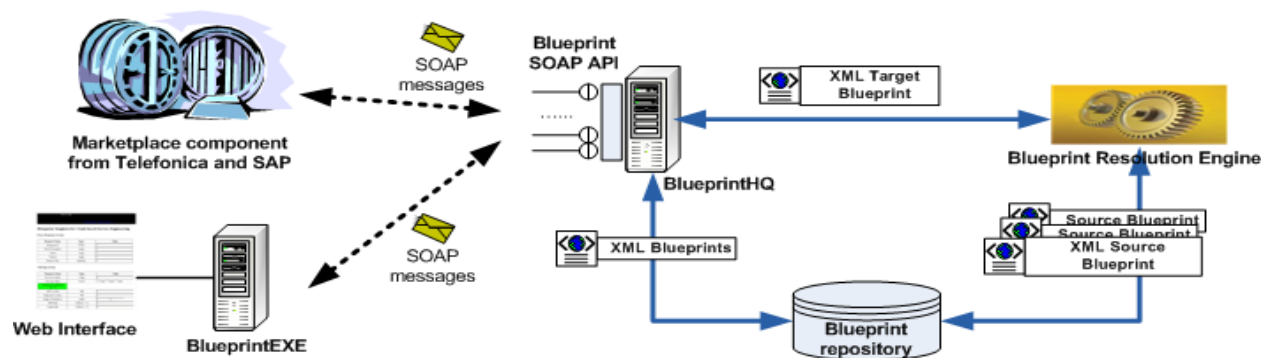 SOAP
messages
Blueprint
SOAP API
XML Target
Blueprint
Marketplace component
from Telefonica and SAP
BlueprintHQ
Blueprint Resolution Engine
SOAP
messages
XML Blueprints
Source Blueprint
Source Blueprint
XML Source
Blueprint
Web Interface
BlueprintEXE
Blueprint
repository